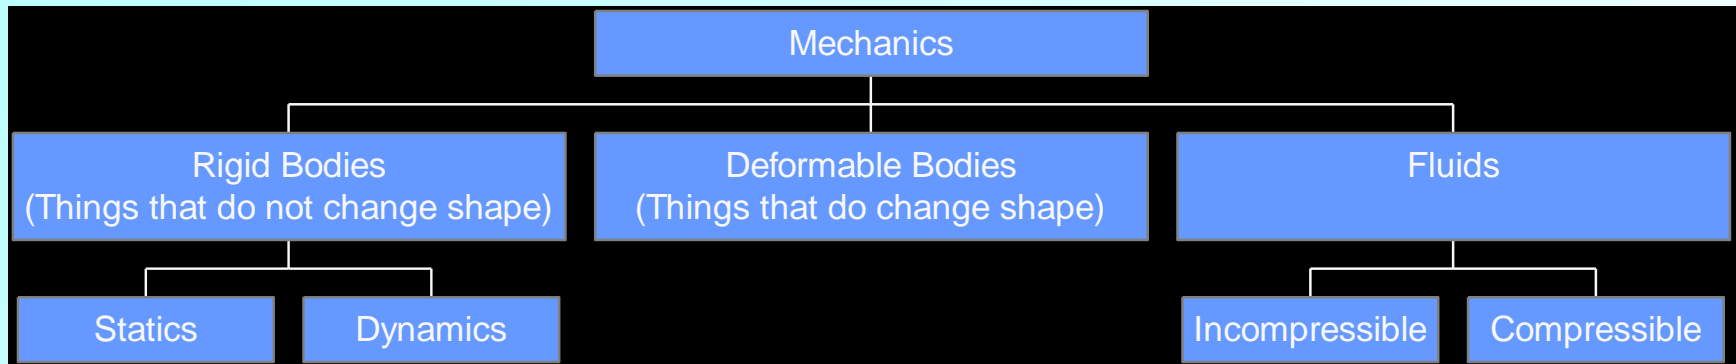 Mechanics
Rigid Bodies
(Things that do not change shape)
Deformable Bodies
(Things that do change shape)
Fluids
Statics
Dynamics
Incompressible
Compressible